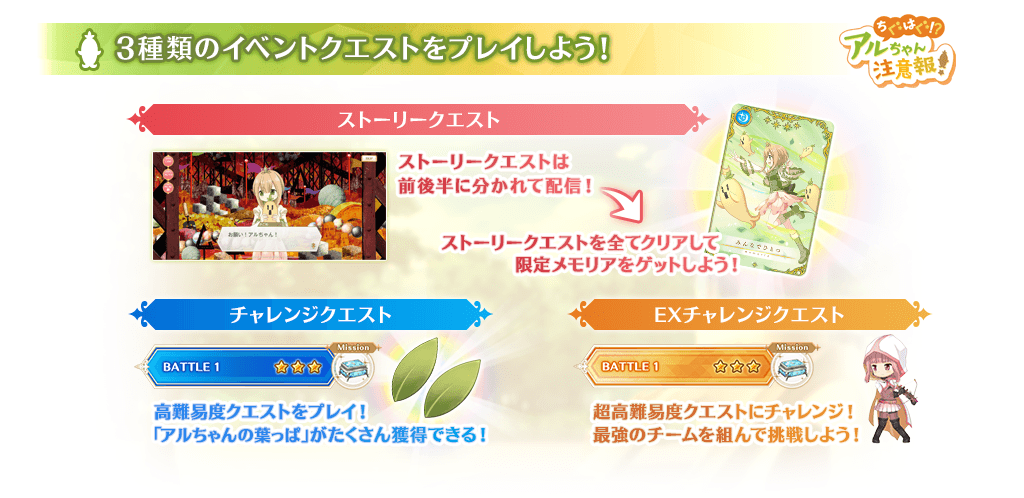 3種類のイベントクエストをプレイしよう!
ちぐはぐ!?
アルちゃん
注意報!
ストーリークエスト
ストーリークエストは
前後半に分かれて配信!
お願い!アルちゃん!
ストーリークエストを全てクリアして
限定メモリアをゲットしよう!
みんなでひとつ
チャレンジクエスト
Mission
BATTLE 1
高難易度クエストをプレイ!
「アルちゃんの葉っぱ」がたくさん獲得できる!
EXチャレンジクエスト
Mission
BATTLE 1
超高難易度クエストにチャレンジ!
最強のチームを組んで挑戦しよう!